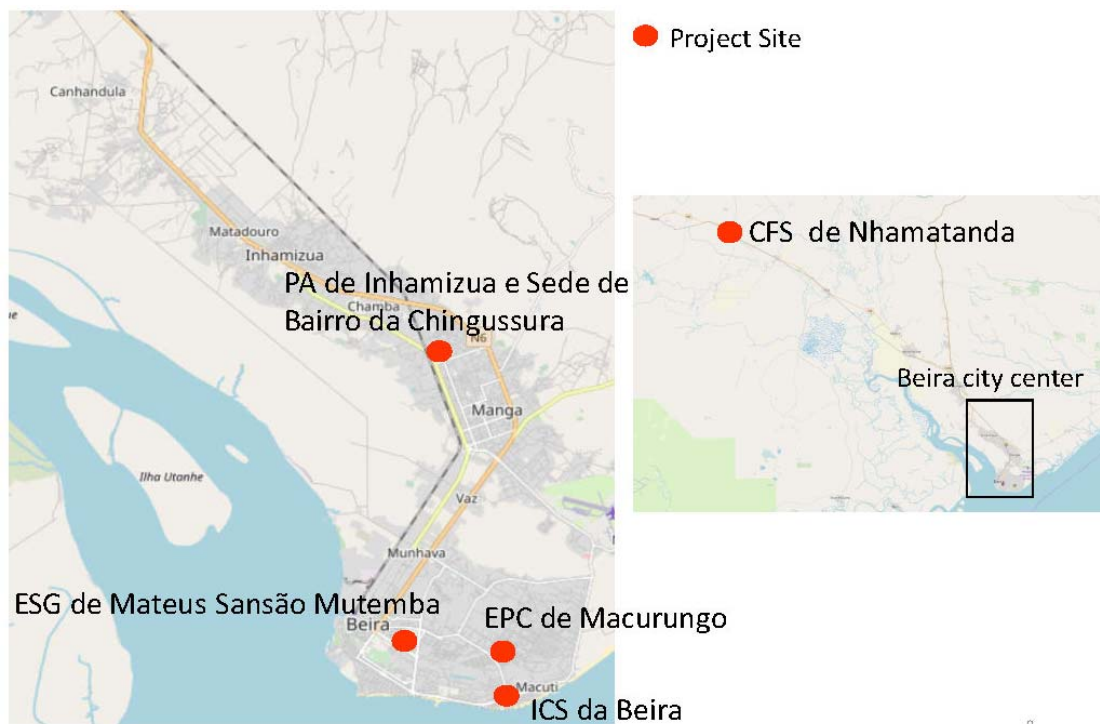 Project Site
Canhandula
Matadouro
Inhamizua
PA de Inhamizua e Sede de
Bairro da Chingussura
Chamba
N6
Manga
Ilha Utanhe
Vaz
Munhava
ESG de Mateus Sansão Mutemba
Beira
EPC de Macurungo
Macuti
ICS da Beira
CFS de Nhamatanda
Beira city center